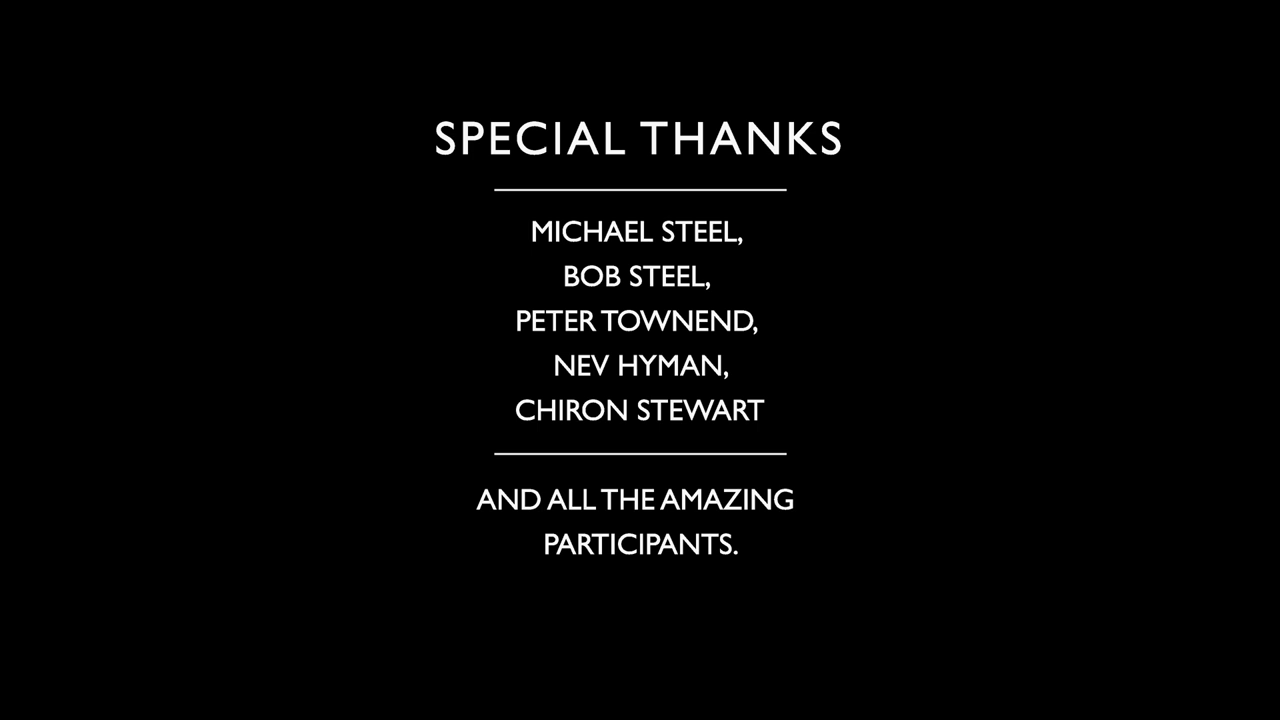 SPECIAL THANKS
MICHAEL STEEL,
BOB STEEL,
PETER TOWNEND,
NEV HYMAN,
CHIRON STEWART
AND ALL THE AMAZING
PARTICIPANTS.